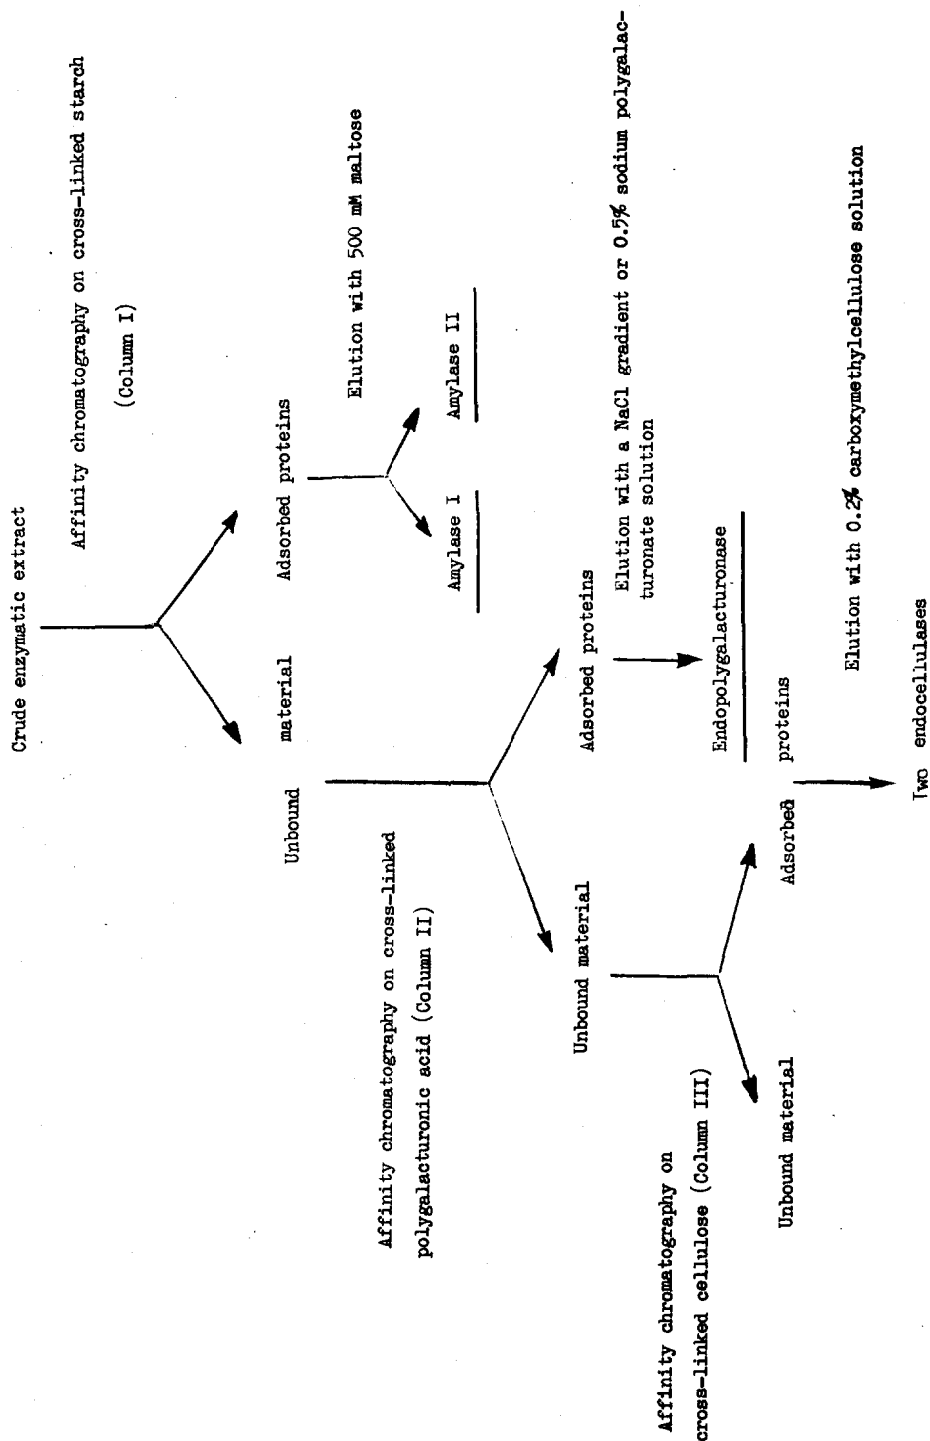 Crude enzymatic extract
Affinity chromatography on cross-linked starch
(Column I)
Unbound material
Adsorbed proteins
Elution with 500 mM maltose
Amylase I
Amylase II
Affinity chromatography on cross-linked
polygalacturonic acid (Column II)
Unbound material
Adsorbed proteins
Elution with a NaCl gradient or 0.5% sodium polygalac-
turonate solution
Endopolygalacturonase
Affinity chromatography on
cross-linked cellulose (Column III)
Unbound material
Adsorbed proteins
Elution with 0.2% carboxymethylcellulose solution
Two endocellulases